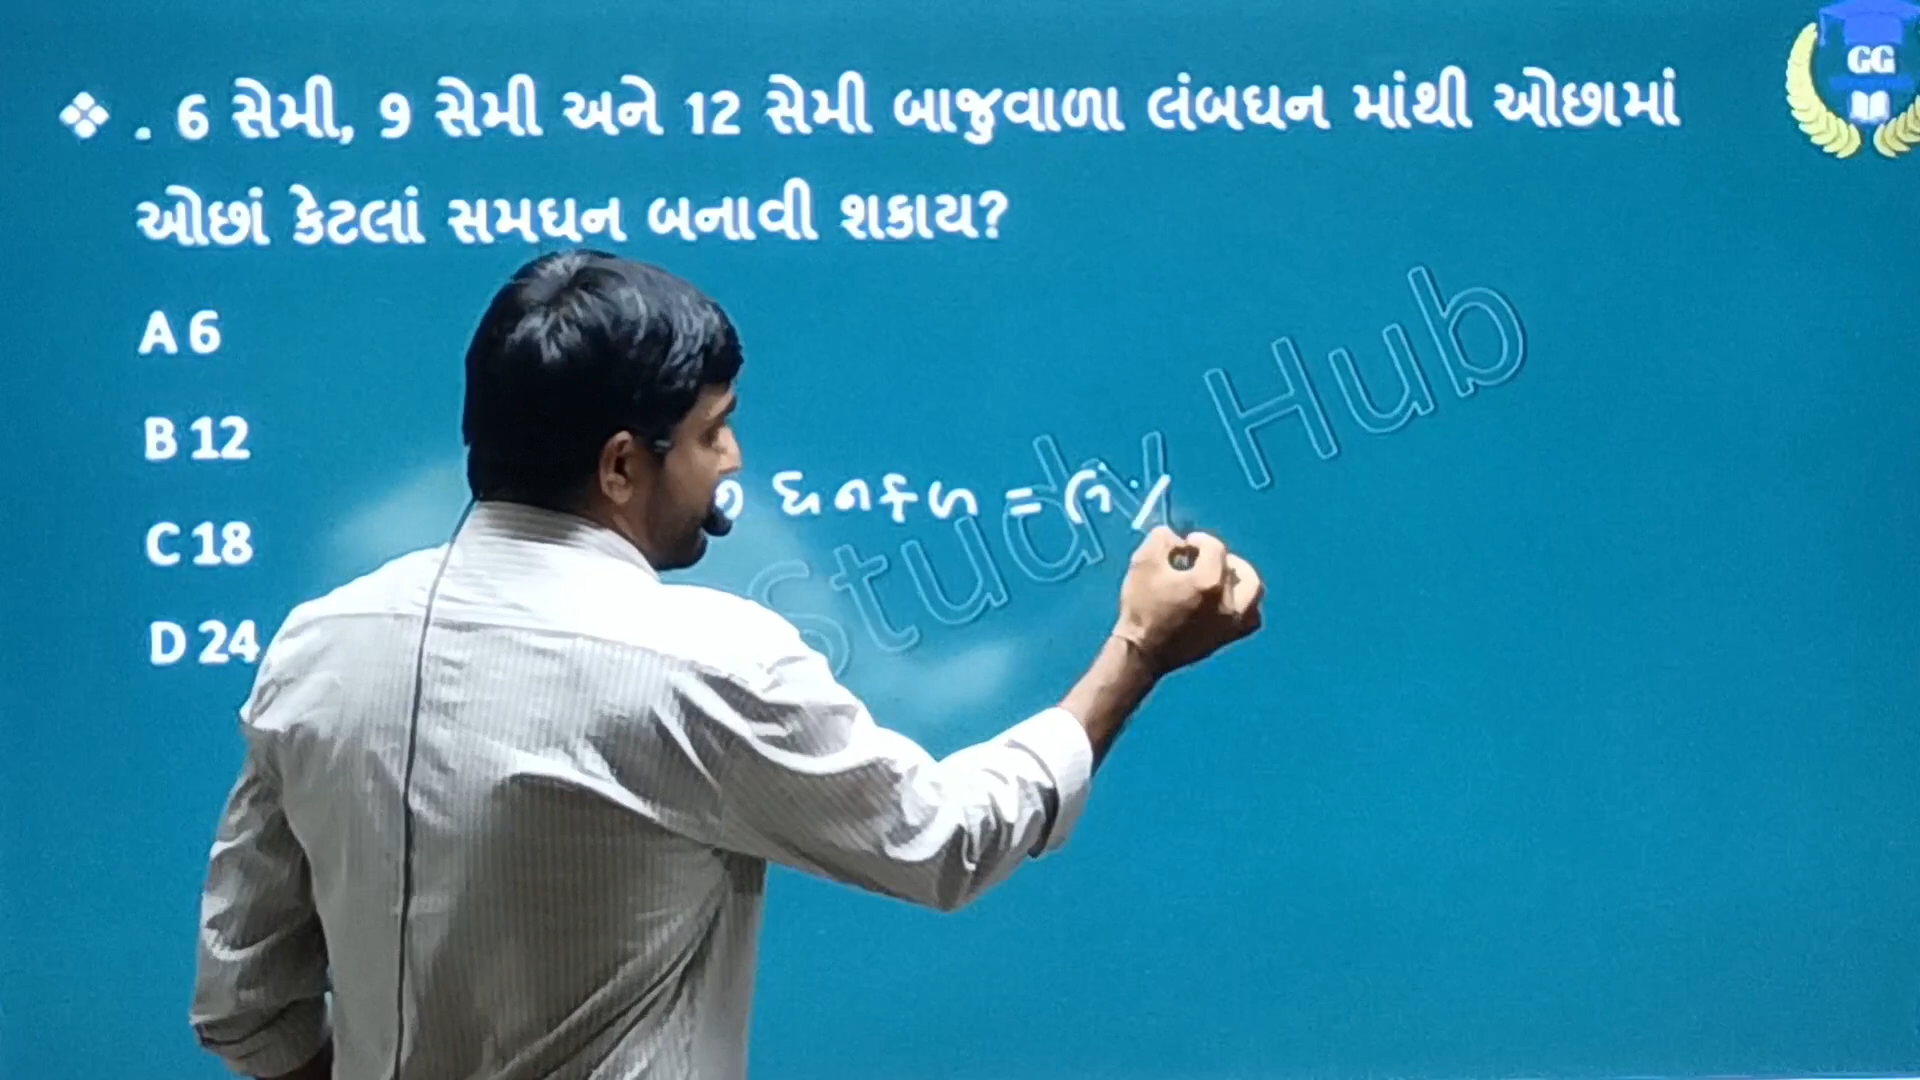 ❖ . 6 સેમી, 9 સેમી અને 12 સેમી બાજુવાળા લંબઘન માંથી ઓછામાં
ઓછાં કેટલાં સમઘન બનાવી શકાય?
A 6
B 12
C 18
D 24
ઘનફળ =
Study Hub
GG